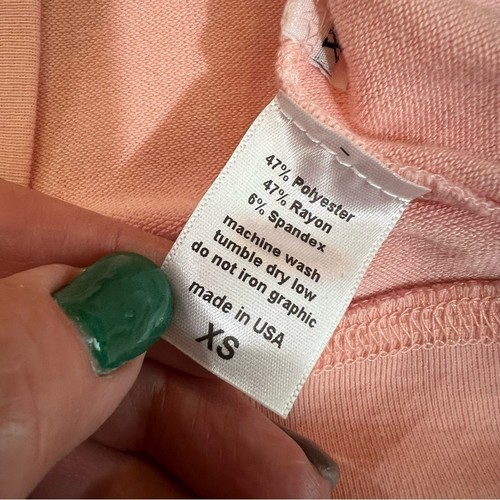 47% Polyester
47% Rayon
6% Spandex
machine wash
tumble dry low
do not iron graphic
made in USA
XS